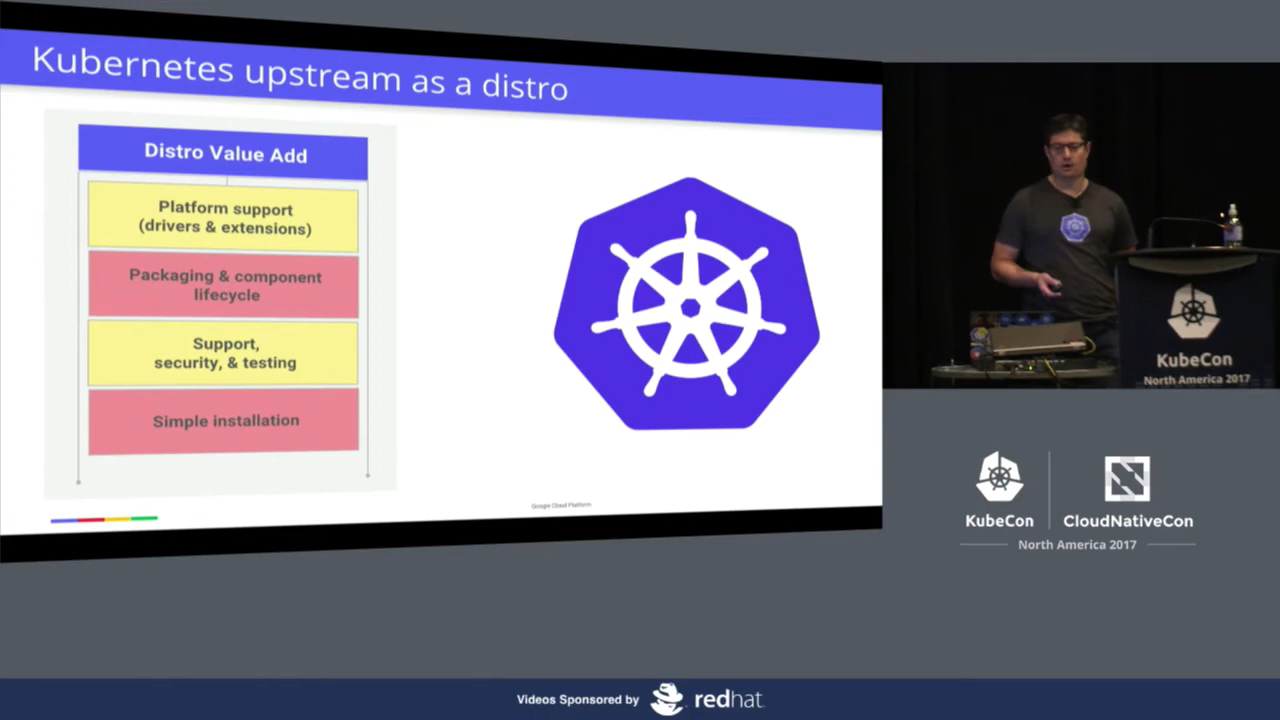 Kubernetes upstream as a distro
Distro Value Add
Platform support
(drivers & extensions)
Packaging & component
lifecycle
Support,
security, & testing
Simple installation
Google Cloud Platform
KubeCon
North America 2017
KubeCon
CloudNativeCon
North America 2017
Videos Sponsored by
redhat.